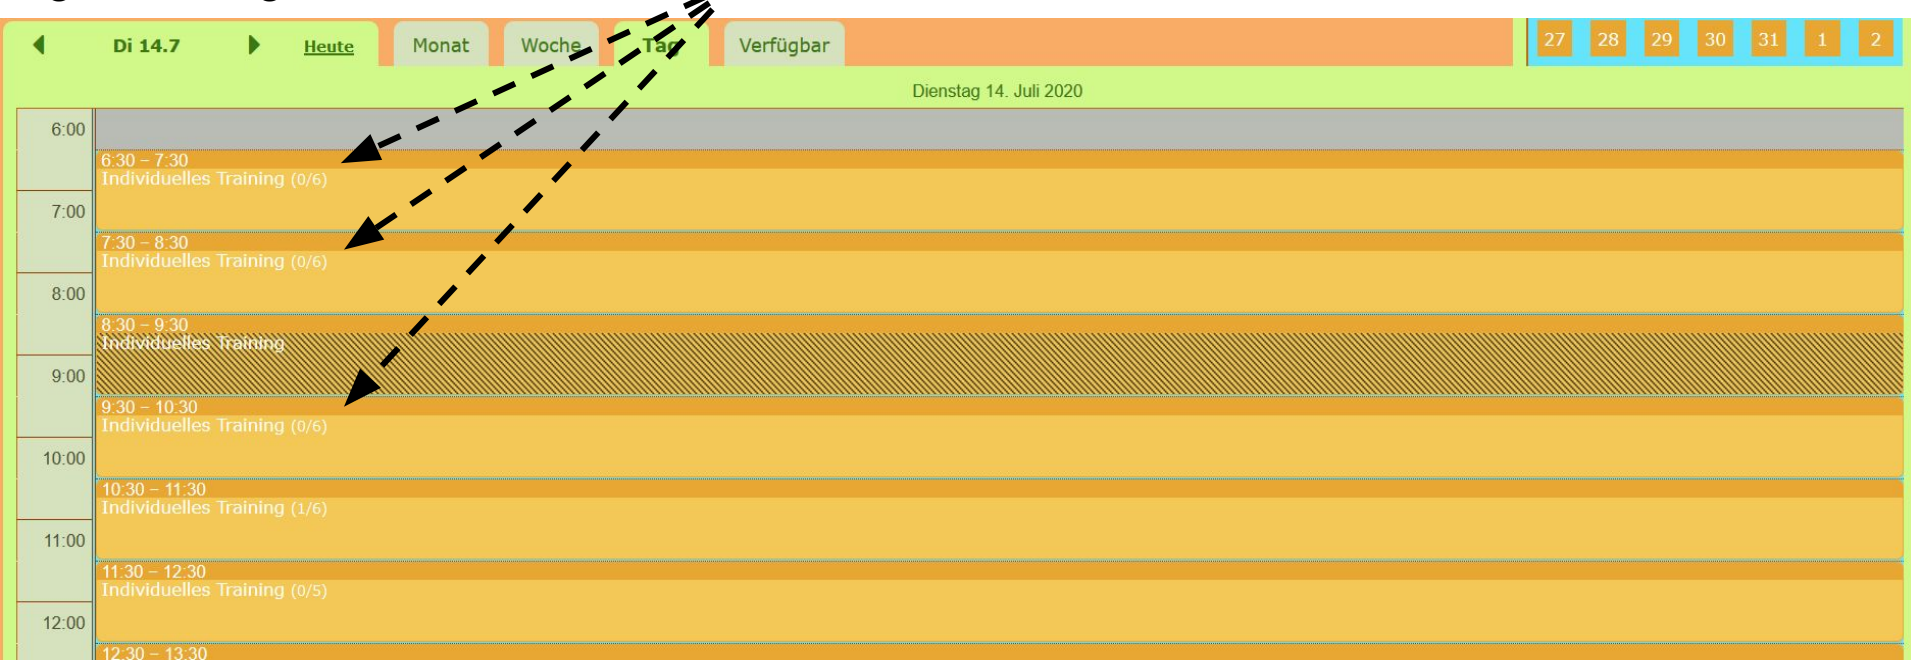 Di 14.7 Heute Monat Woche Tag Verfügbar 27 28 29 30 31 1 2
Dienstag 14. Juli 2020
6:00
6:30 – 7:30
Individuelles Training (0/6)
7:00
7:30 – 8:30
Individuelles Training (0/6)
8:00
8:30 – 9:30
Individuelles Training
9:00
9:30 – 10:30
Individuelles Training (0/6)
10:00
10:30 – 11:30
Individuelles Training (1/6)
11:00
11:30 – 12:30
Individuelles Training (0/5)
12:00
12:30 – 13:30